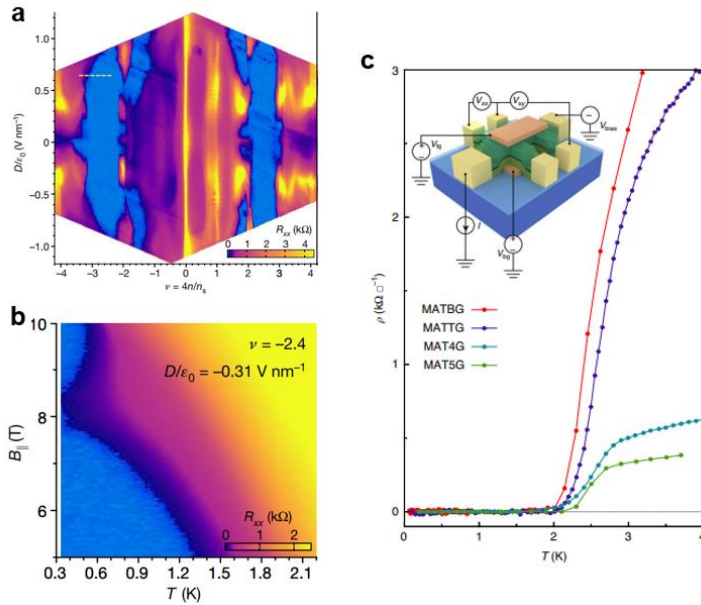 a
D/ε₀ (V nm⁻¹)
1.0
0.5
0
−0.5
−1.0
Rxx (kΩ)
0 1 2 3 4
−4 −3 −2 −1 0 1 2 3 4
ν = 4n/ns
b
B∥ (T)
10
9
8
7
6
ν = −2.4
D/ε₀ = −0.31 V nm⁻¹
Rxx (kΩ)
0 1 2
0.3 0.6 0.9 1.2 1.5 1.8 2.1
T (K)
c
ρ (kΩ □⁻¹)
3
2
1
0
Vxx
Vxy
Vbias
Vtg
I
Vbg
MATBG
MATTG
MAT4G
MAT5G
0 1 2 3 4
T (K)